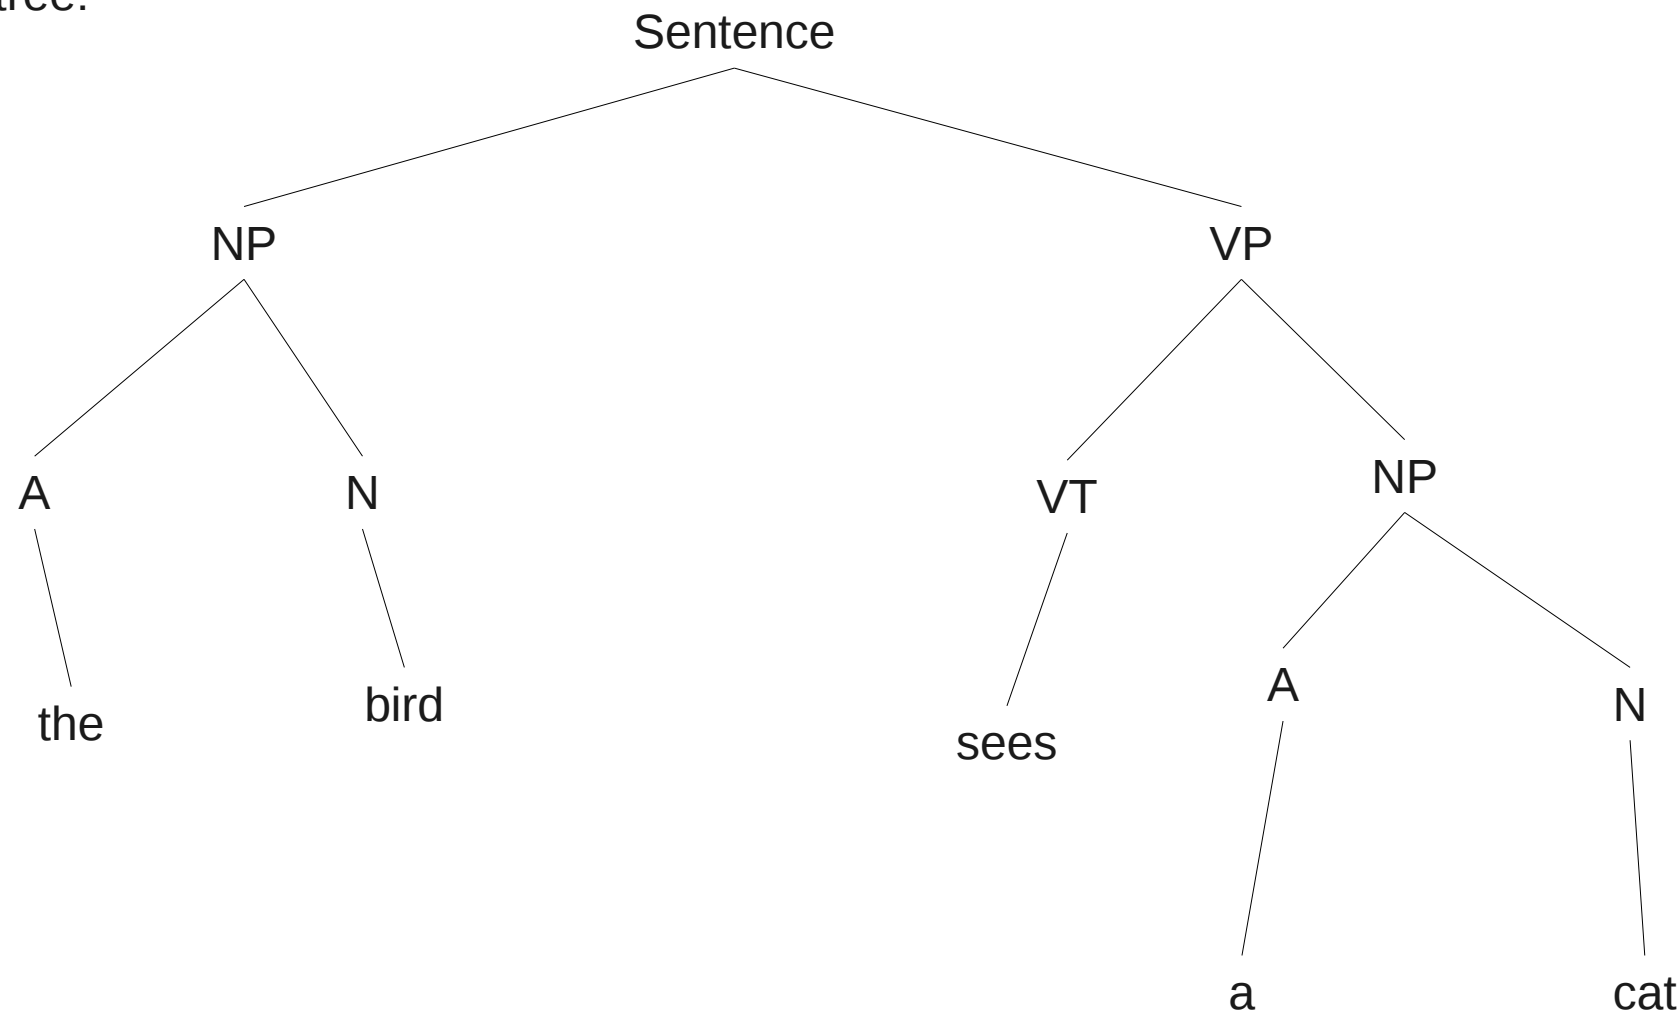 tree:
Sentence
NP VP
A N VT NP
the bird sees A N
a cat